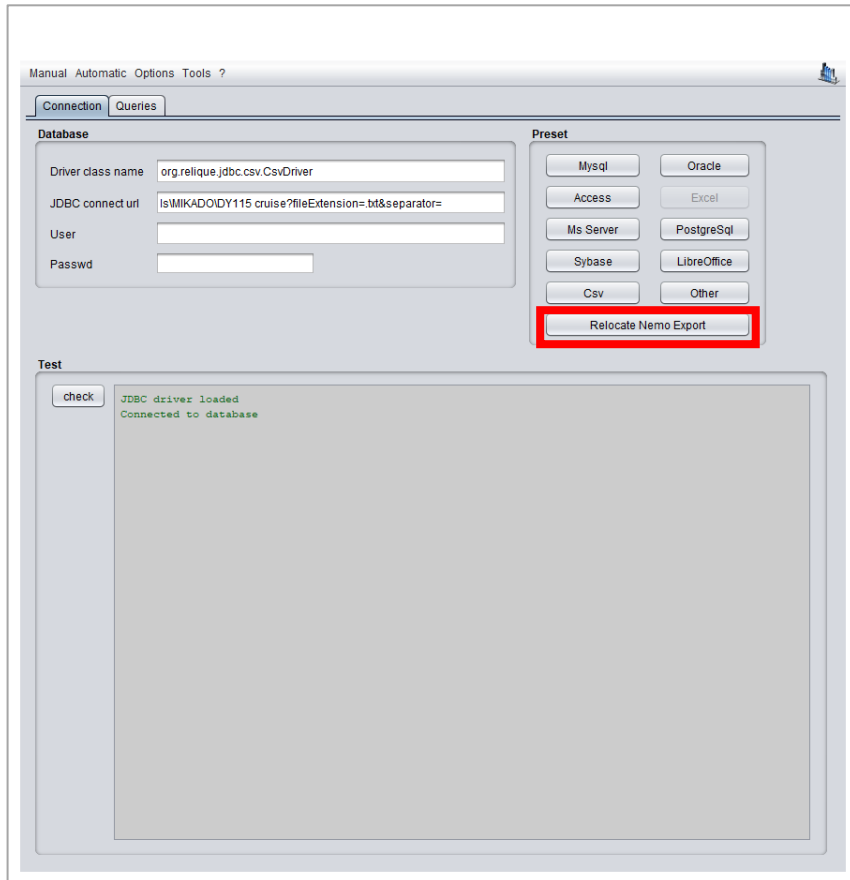 Manual Automatic Options Tools ?
Connection Queries
Database
Driver class name org.relique.jdbc.csv.CsvDriver
JDBC connect url ls\MIKADO\DY115 cruise?fileExtension=.txt&separator=
User
Passwd
Preset
Mysql Oracle
Access Excel
Ms Server PostgreSql
Sybase LibreOffice
Csv Other
Relocate Nemo Export
Test
check
JDBC driver loaded
Connected to database